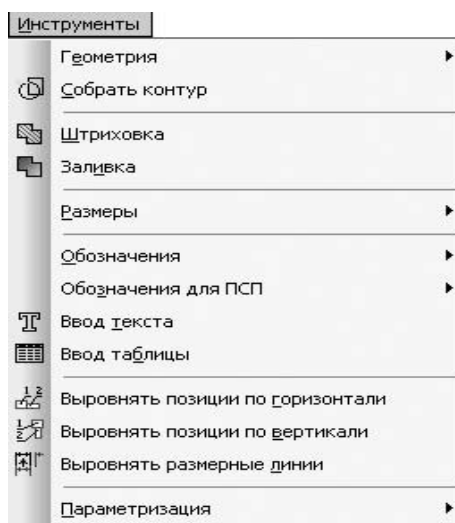 Инструменты
Геометрия
Собрать контур
Штриховка
Заливка
Размеры
Обозначения
Обозначения для ПСП
Ввод текста
Ввод таблицы
Выровнять позиции по горизонтали
Выровнять позиции по вертикали
Выровнять размерные линии
Параметризация